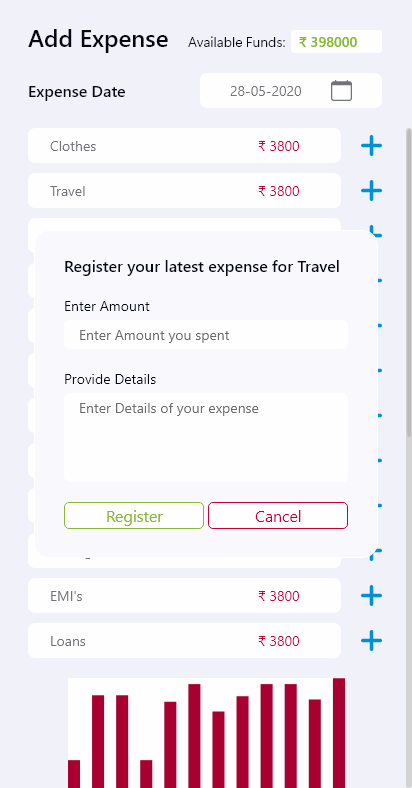 Add Expense
Available Funds: ₹ 398000
Expense Date
28-05-2020
Clothes ₹ 3800
Travel ₹ 3800
Register your latest expense for Travel
Enter Amount
Enter Amount you spent
Provide Details
Enter Details of your expense
Register Cancel
EMI's ₹ 3800
Loans ₹ 3800